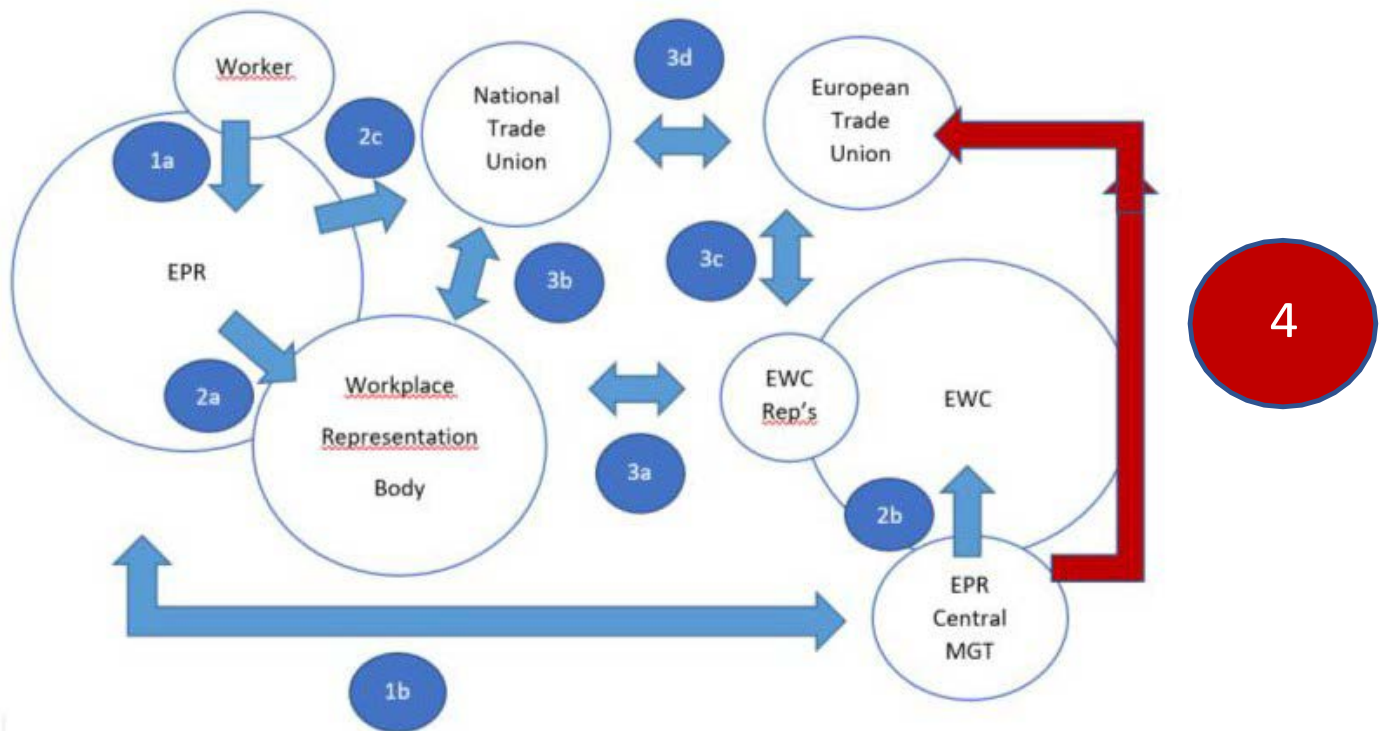 Worker
1a
2c
National
Trade
Union
3d
European
Trade
Union
EPR
3b
3c
4
2a
Workplace
Representation
Body
3a
EWC
Rep's
EWC
2b
EPR
Central
MGT
1b